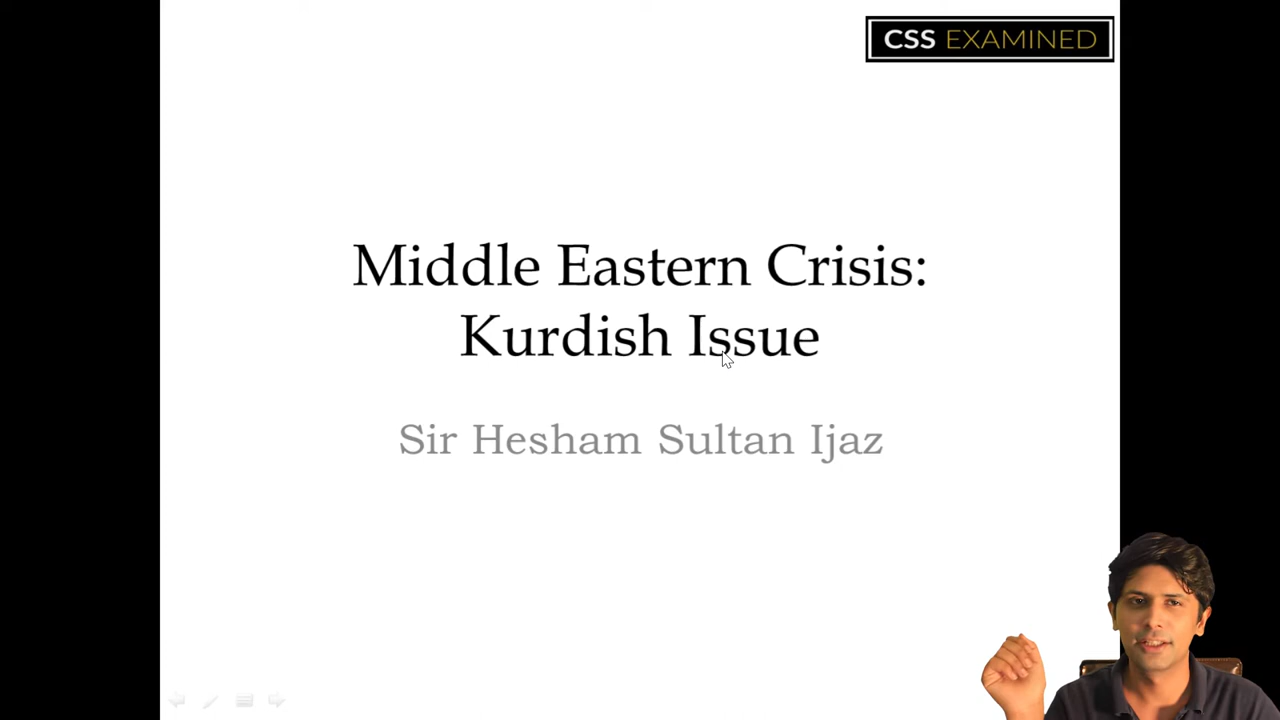 CSS EXAMINED
Middle Eastern Crisis:
Kurdish Issue
Sir Hesham Sultan Ijaz